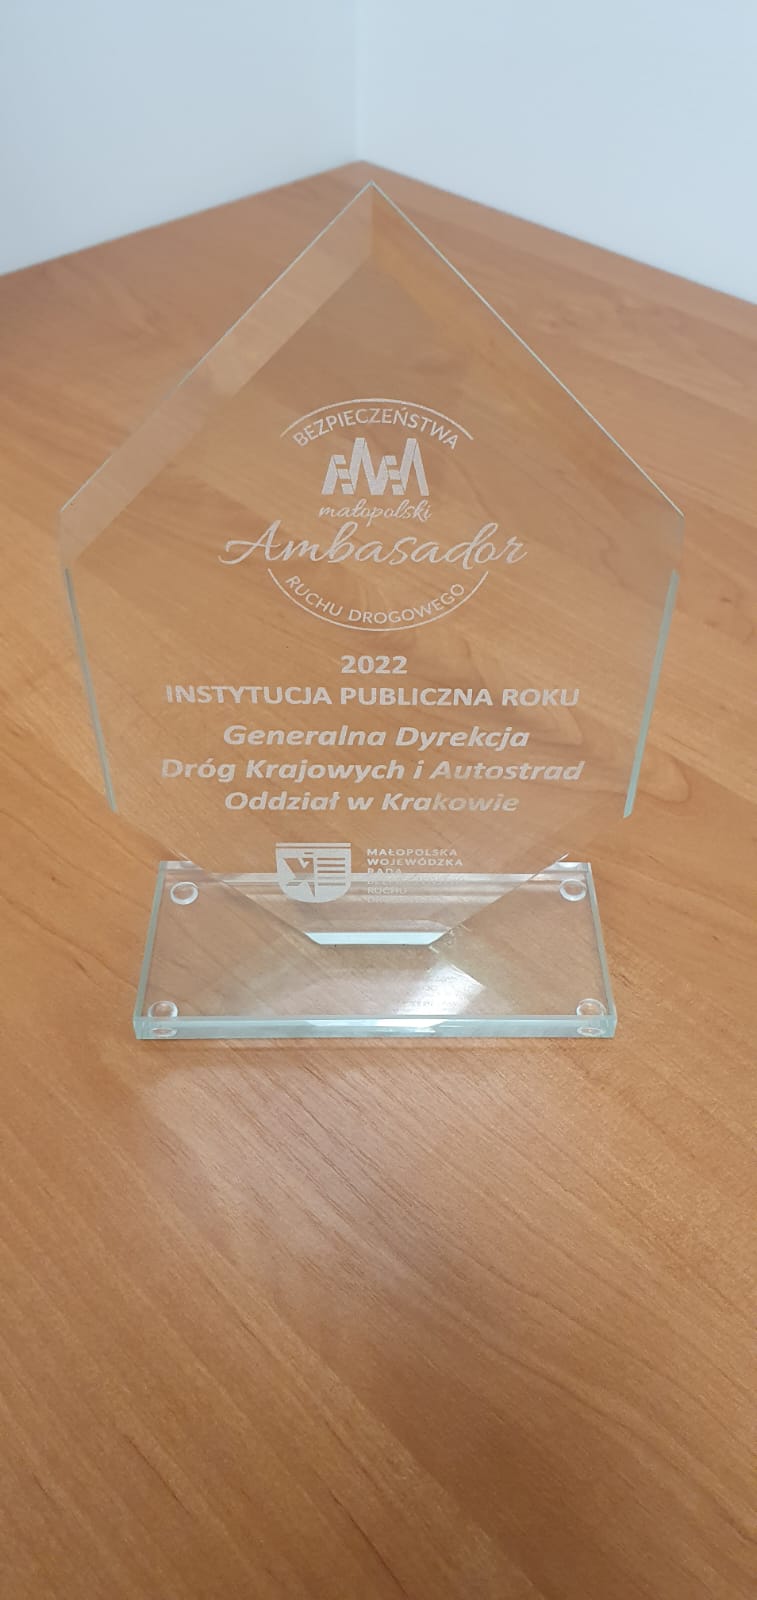 BEZPIECZEŃSTWA
małopolski
Ambasador
RUCHU DROGOWEGO
2022
INSTYTUCJA PUBLICZNA ROKU
Generalna Dyrekcja
Dróg Krajowych i Autostrad
Oddział w Krakowie
MAŁOPOLSKA
WOJEWÓDZKA
RADA
RUCHU